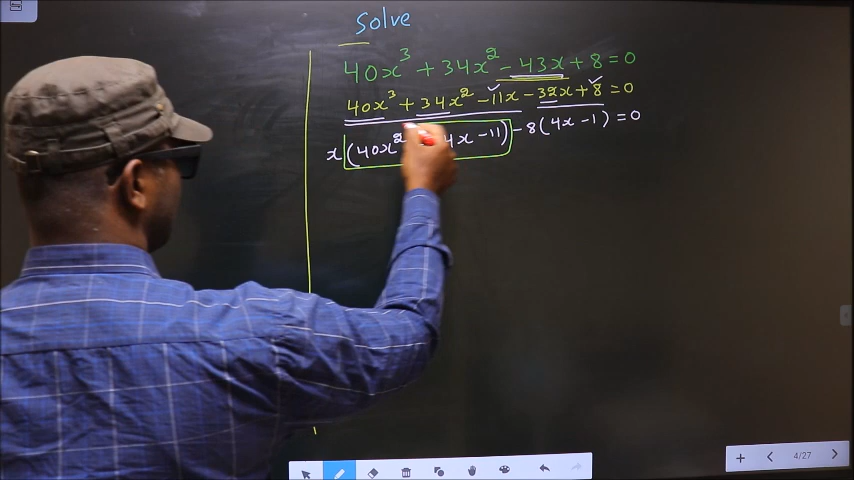 Solve
40x³ + 34x² - 43x + 8 = 0
40x³ + 34x² - 11x - 32x + 8 = 0
x (40x² 4x - 11) - 8 (4x - 1) = 0
4/27